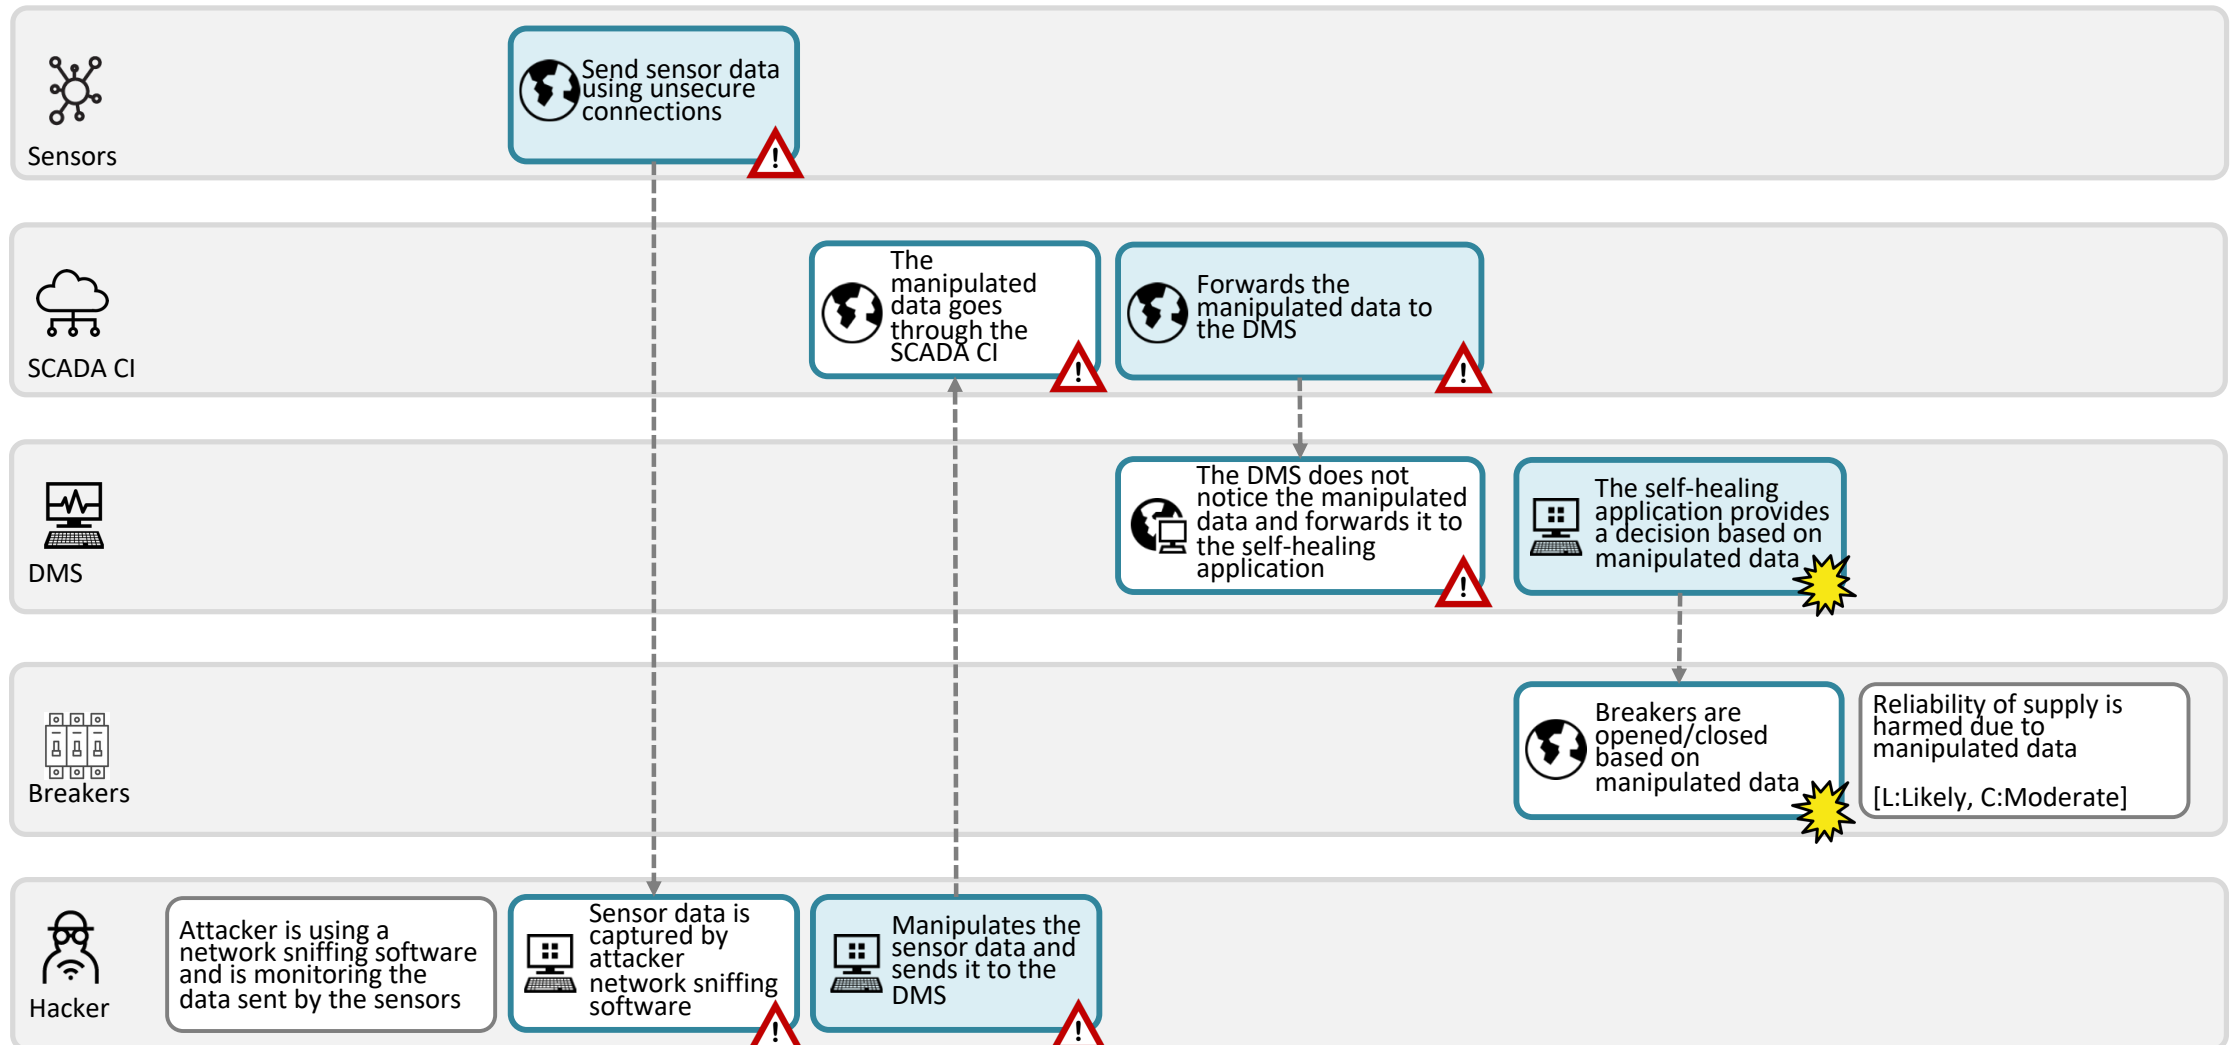 Send sensor data
using unsecure
connections
Sensors
The
manipulated
data goes
through the
SCADA CI
Forwards the
manipulated data to
the DMS
SCADA CI
The DMS does not
notice the manipulated
data and forwards it to
the self-healing
application
The self-healing
application provides
a decision based on
manipulated data
DMS
Breakers are
opened/closed
based on
manipulated data
Reliability of supply is
harmed due to
manipulated data
[L:Likely, C:Moderate]
Breakers
Attacker is using a
network sniffing software
and is monitoring the
data sent by the sensors
Sensor data is
captured by
attacker
network sniffing
software
Manipulates the
sensor data and
sends it to the
DMS
Hacker